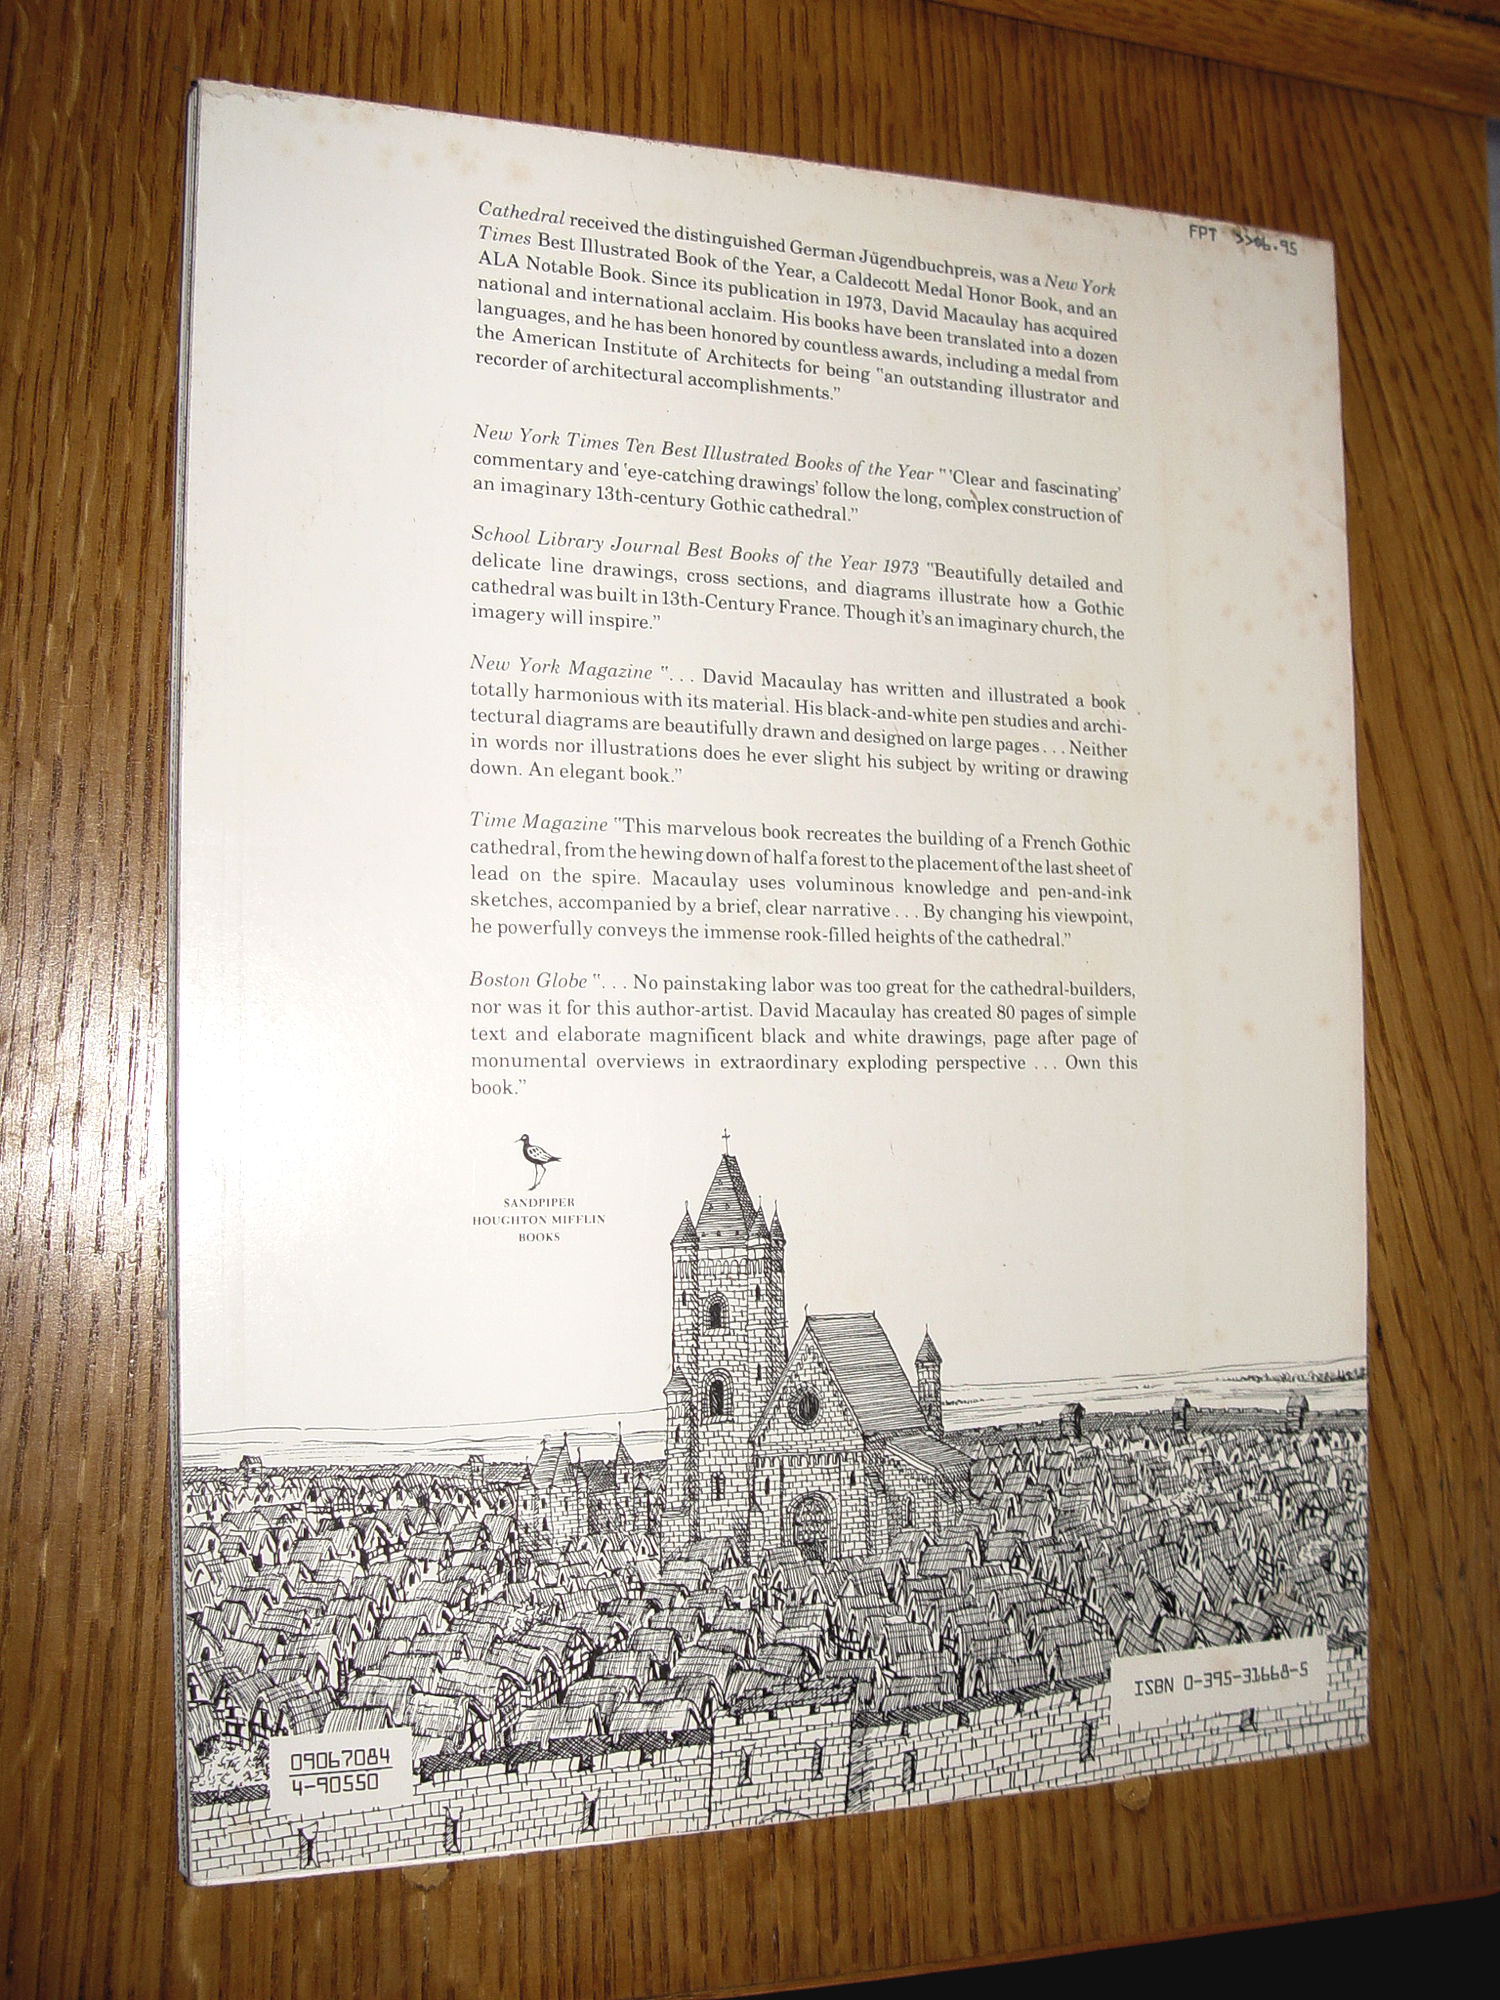 FPT >>06.95
Cathedral received the distinguished German Jügendbuchpreis, was a New York
Times Best Illustrated Book of the Year, a Caldecott Medal Honor Book, and an
ALA Notable Book. Since its publication in 1973, David Macaulay has acquired
national and international acclaim. His books have been translated into a dozen
languages, and he has been honored by countless awards, including a medal from
the American Institute of Architects for being "an outstanding illustrator and
recorder of architectural accomplishments."
New York Times Ten Best Illustrated Books of the Year "'Clear and fascinating'
commentary and 'eye-catching drawings' follow the long, complex construction of
an imaginary 13th-century Gothic cathedral."
School Library Journal Best Books of the Year 1973 "Beautifully detailed and
delicate line drawings, cross sections, and diagrams illustrate how a Gothic
cathedral was built in 13th-Century France. Though it's an imaginary church, the
imagery will inspire."
New York Magazine ". . . David Macaulay has written and illustrated a book
totally harmonious with its material. His black-and-white pen studies and archi-
tectural diagrams are beautifully drawn and designed on large pages . . . Neither
in words nor illustrations does he ever slight his subject by writing or drawing
down. An elegant book."
Time Magazine "This marvelous book recreates the building of a French Gothic
cathedral, from the hewing down of half a forest to the placement of the last sheet of
lead on the spire. Macaulay uses voluminous knowledge and pen-and-ink
sketches, accompanied by a brief, clear narrative . . . By changing his viewpoint,
he powerfully conveys the immense rook-filled heights of the cathedral."
Boston Globe ". . . No painstaking labor was too great for the cathedral-builders,
nor was it for this author-artist. David Macaulay has created 80 pages of simple
text and elaborate magnificent black and white drawings, page after page of
monumental overviews in extraordinary exploding perspective . . . Own this
book."
SANDPIPER
HOUGHTON MIFFLIN
BOOKS
ISBN 0-395-31668-5
09067084
4-90550